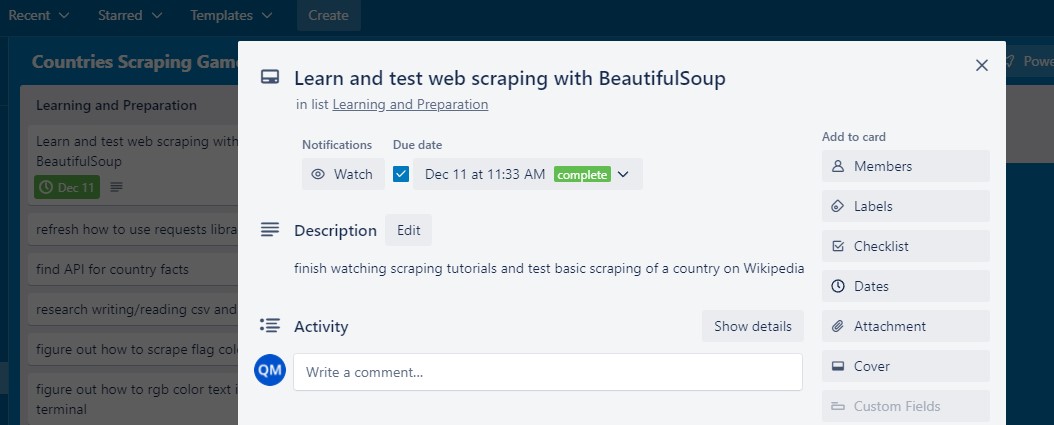 Recent
Starred
Templates
Create
Countries Scraping Game
Powe
Learning and Preparation
Learn and test web scraping with
BeautifulSoup
Dec 11
refresh how to use requests libra
find API for country facts
research writing/reading csv and
figure out how to scrape flag colo
figure out how to rgb color text i
terminal
Learn and test web scraping with BeautifulSoup
in list Learning and Preparation
Notifications
Due date
Watch
Dec 11 at 11:33 AM complete
Description Edit
finish watching scraping tutorials and test basic scraping of a country on Wikipedia
Activity
Show details
QM
Write a comment…
Add to card
Members
Labels
Checklist
Dates
Attachment
Cover
Custom Fields